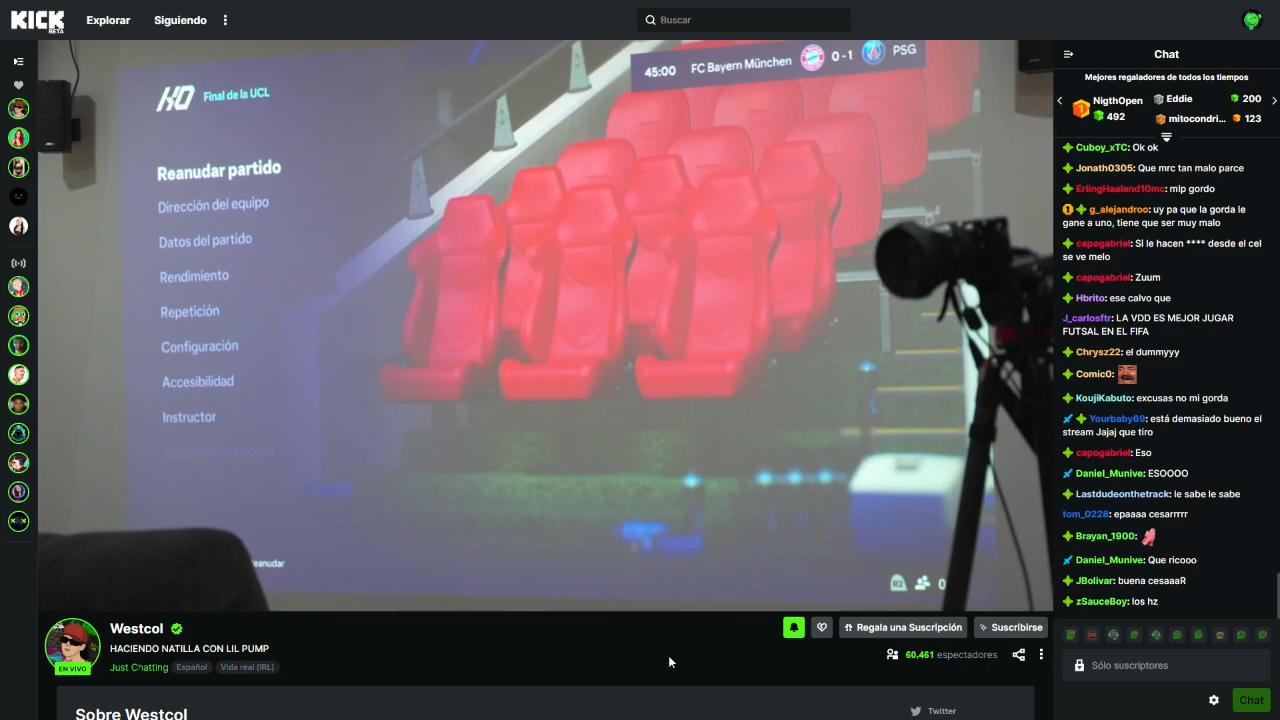 KICK
BETA
Explorar
Siguiendo
Buscar
KO Final de la UCL
45:00 FC Bayern München 0 - 1 PSG
Reanudar partido
Dirección del equipo
Datos del partido
Rendimiento
Repetición
Configuración
Accesibilidad
Instructor
eanudar
R2
0
Westcol
HACIENDO NATILLA CON LIL PUMP
Just Chatting
Español
Vida real (IRL)
EN VIVO
Regala una Suscripción
Suscribirse
60,461 espectadores
Sobre Westcol
Twitter
Chat
Mejores regaladores de todos los tiempos
NigthOpen
492
Eddie 200
mitocondri... 123
Cuboy_xTC: Ok ok
Jonath0305: Que mrc tan malo parce
ErlingHaaland10mc: mlp gordo
g_alejandroo: uy pa que la gorda le
gane a uno, tiene que ser muy malo
capogabriel: Si le hacen **** desde el cel
se ve melo
capogabriel: Zuum
Hbrito: ese calvo que
J_carlosftr: LA VDD ES MEJOR JUGAR
FUTSAL EN EL FIFA
Chrysz22: el dummyyy
Comic0:
KoujiKabuto: excusas no mi gorda
Yourbaby69: está demasiado bueno el
stream Jajaj que tiro
capogabriel: Eso
Daniel_Munive: ESOOOO
Lastdudeonthetrack: le sabe le sabe
tom_0228: epaaaa cesarrrrr
Brayan_1900:
Daniel_Munive: Que ricooo
JBolivar: buena cesaaaR
zSauceBoy: los hz
Sólo suscriptores
Chat